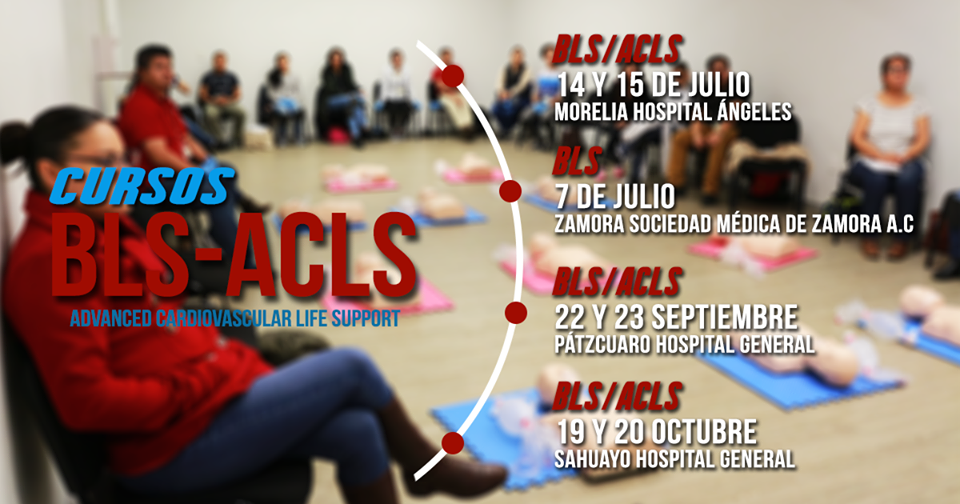 CURSOS
BLS-ACLS
ADVANCED CARDIOVASCULAR LIFE SUPPORT
BLS/ACLS
14 Y 15 DE JULIO
MORELIA HOSPITAL ÁNGELES
BLS
7 DE JULIO
ZAMORA SOCIEDAD MÉDICA DE ZAMORA A.C
BLS/ACLS
22 Y 23 SEPTIEMBRE
PÁTZCUARO HOSPITAL GENERAL
BLS/ACLS
19 Y 20 OCTUBRE
SAHUAYO HOSPITAL GENERAL